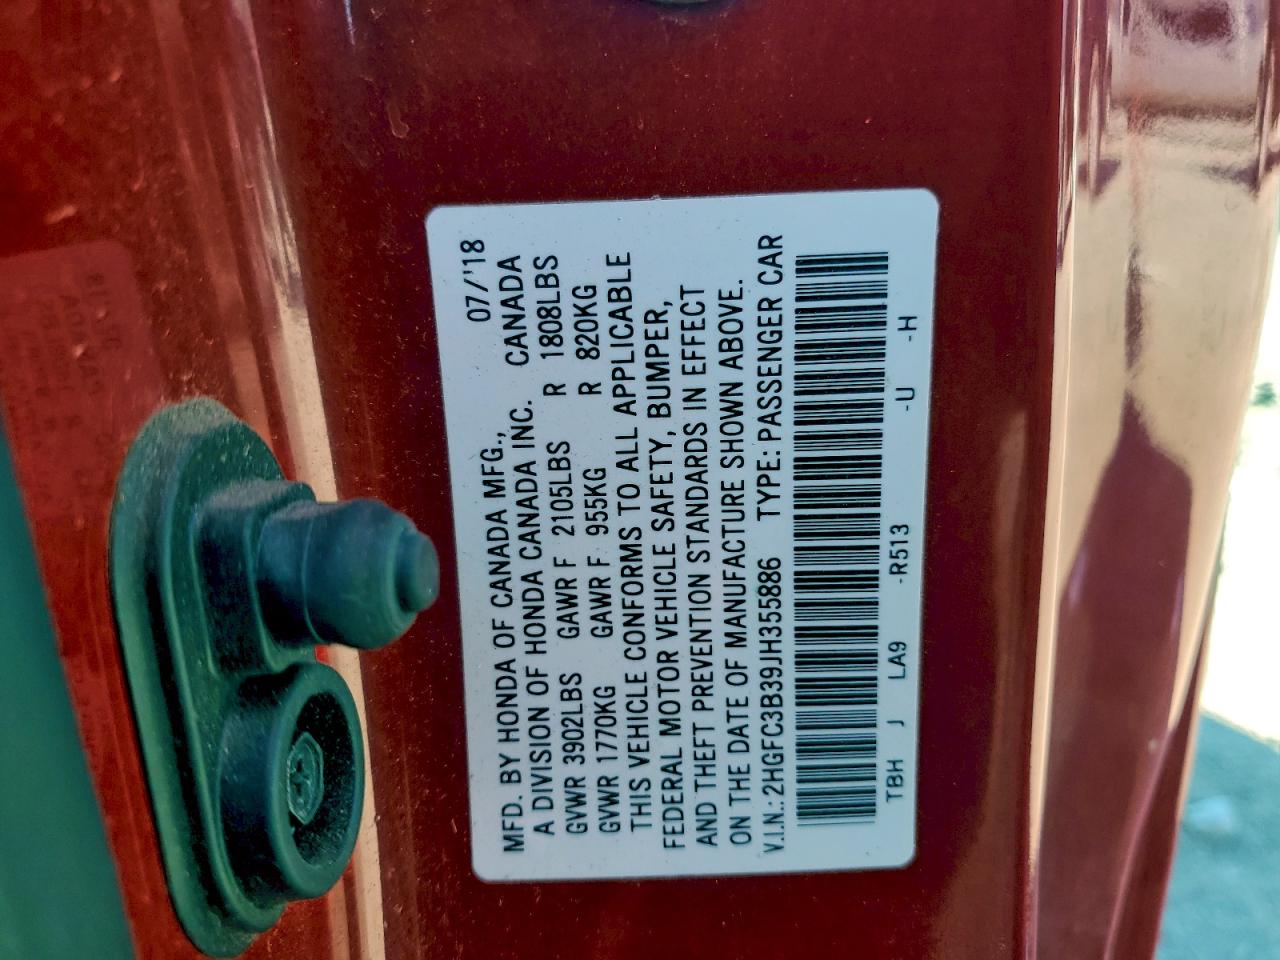 MFD. BY HONDA OF CANADA MFG., 07/'18
A DIVISION OF HONDA CANADA INC. CANADA
GVWR 3902LBS GAWR F 2105LBS R 1808LBS
GVWR 1770KG GAWR F 955KG R 820KG
THIS VEHICLE CONFORMS TO ALL APPLICABLE
FEDERAL MOTOR VEHICLE SAFETY, BUMPER,
AND THEFT PREVENTION STANDARDS IN EFFECT
ON THE DATE OF MANUFACTURE SHOWN ABOVE.
V.I.N.: 2HGFC3B39JH355886 TYPE: PASSENGER CAR
TBH J LA9 -R513 -U -H